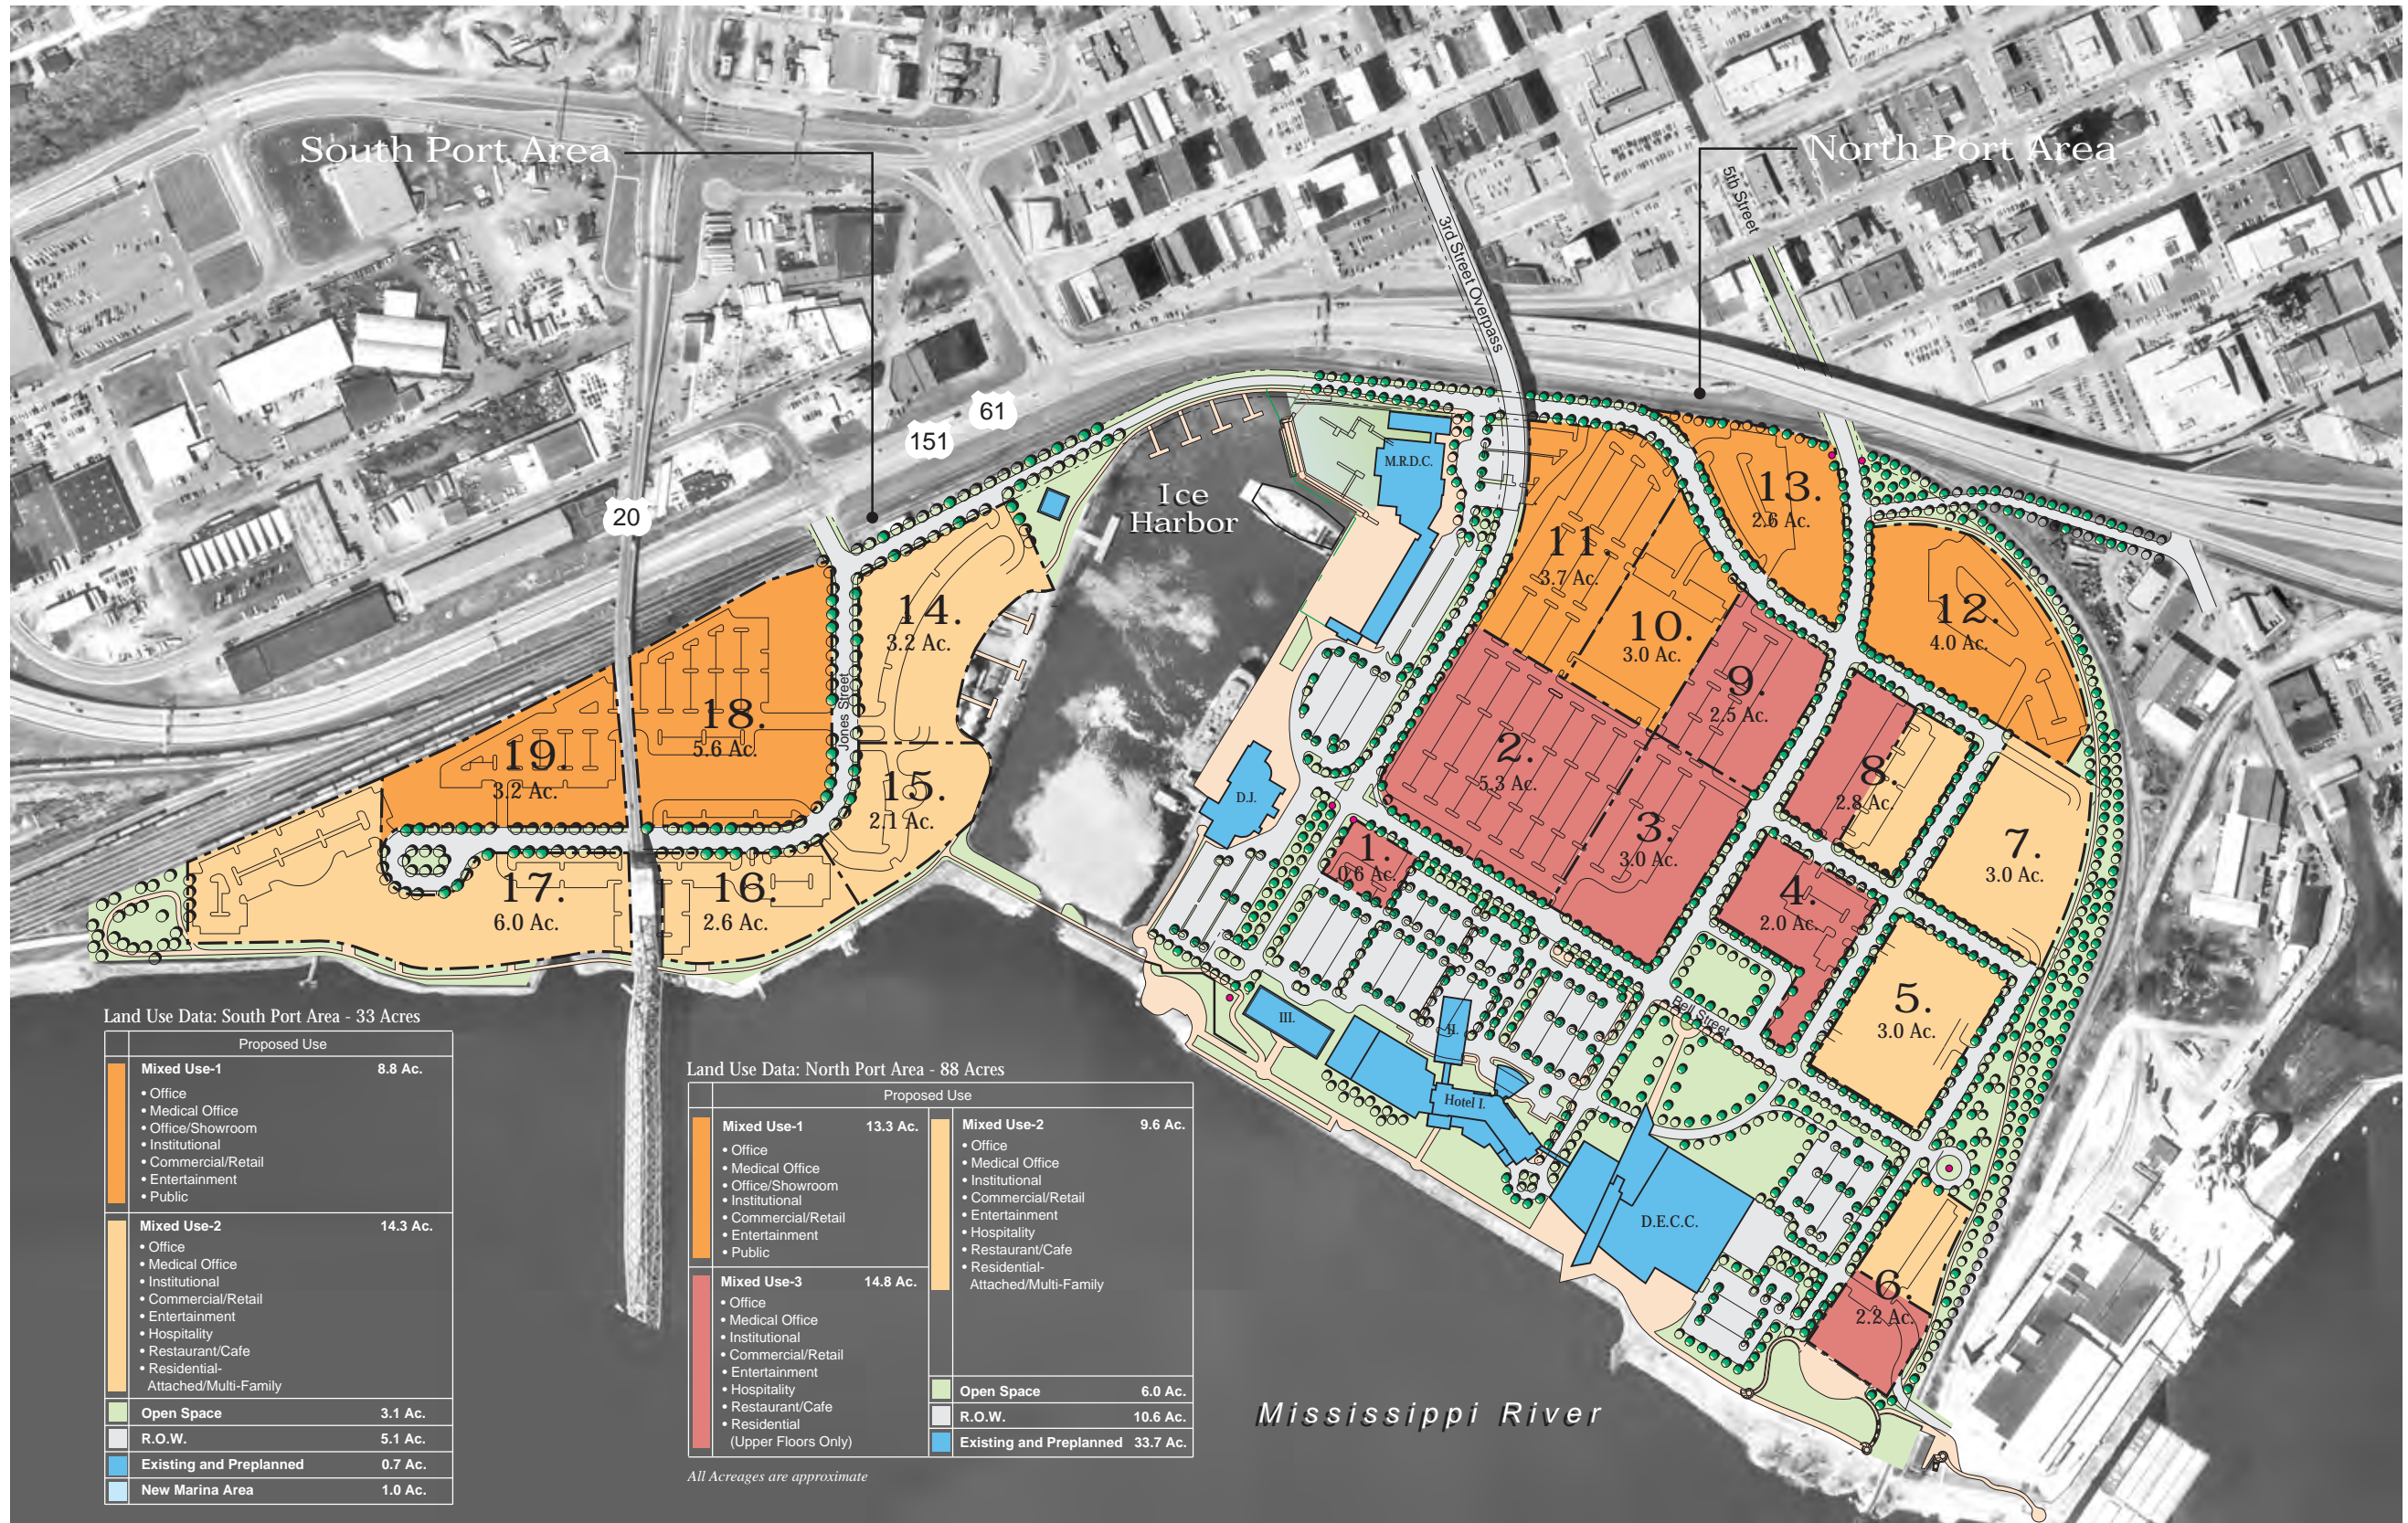 South Port Area
North Port Area
5th Street
3rd Street Overpass
61
151
20
Ice
Harbor
M.R.D.C.
13.
2.6 Ac.
11.
3.7 Ac.
12.
4.0 Ac.
10.
3.0 Ac.
14.
3.2 Ac.
9.
2.5 Ac.
Jones Street
18.
5.6 Ac.
19.
3.2 Ac.
2.
5.3 Ac.
8.
2.8 Ac.
15.
2.1 Ac.
D.J.
3.
3.0 Ac.
7.
3.0 Ac.
1.
0.6 Ac.
17.
6.0 Ac.
16.
2.6 Ac.
4.
2.0 Ac.
5.
3.0 Ac.
Bell Street
III.
II.
Hotel I.
D.E.C.C.
6.
2.2 Ac.
Mississippi River
Land Use Data: South Port Area - 33 Acres
Proposed Use
Mixed Use-1 8.8 Ac.
• Office
• Medical Office
• Office/Showroom
• Institutional
• Commercial/Retail
• Entertainment
• Public
Mixed Use-2 14.3 Ac.
• Office
• Medical Office
• Institutional
• Commercial/Retail
• Entertainment
• Hospitality
• Restaurant/Cafe
• Residential-
Attached/Multi-Family
Open Space 3.1 Ac.
R.O.W. 5.1 Ac.
Existing and Preplanned 0.7 Ac.
New Marina Area 1.0 Ac.
Land Use Data: North Port Area - 88 Acres
Proposed Use
Mixed Use-1 13.3 Ac.
• Office
• Medical Office
• Office/Showroom
• Institutional
• Commercial/Retail
• Entertainment
• Public
Mixed Use-3 14.8 Ac.
• Office
• Medical Office
• Institutional
• Commercial/Retail
• Entertainment
• Hospitality
• Restaurant/Cafe
• Residential
(Upper Floors Only)
Mixed Use-2 9.6 Ac.
• Office
• Medical Office
• Institutional
• Commercial/Retail
• Entertainment
• Hospitality
• Restaurant/Cafe
• Residential-
Attached/Multi-Family
Open Space 6.0 Ac.
R.O.W. 10.6 Ac.
Existing and Preplanned 33.7 Ac.
All Acreages are approximate